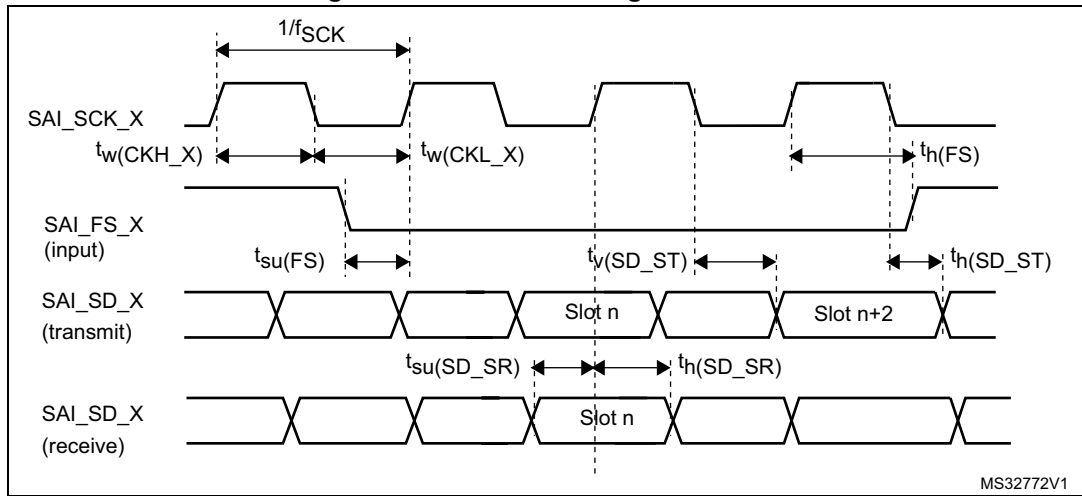 1/fSCK
SAI_SCK_X
tw(CKH_X)
tw(CKL_X)
th(FS)
SAI_FS_X
(input)
tsu(FS)
tv(SD_ST)
th(SD_ST)
SAI_SD_X
(transmit)
Slot n
Slot n+2
tsu(SD_SR)
th(SD_SR)
SAI_SD_X
(receive)
Slot n
MS32772V1